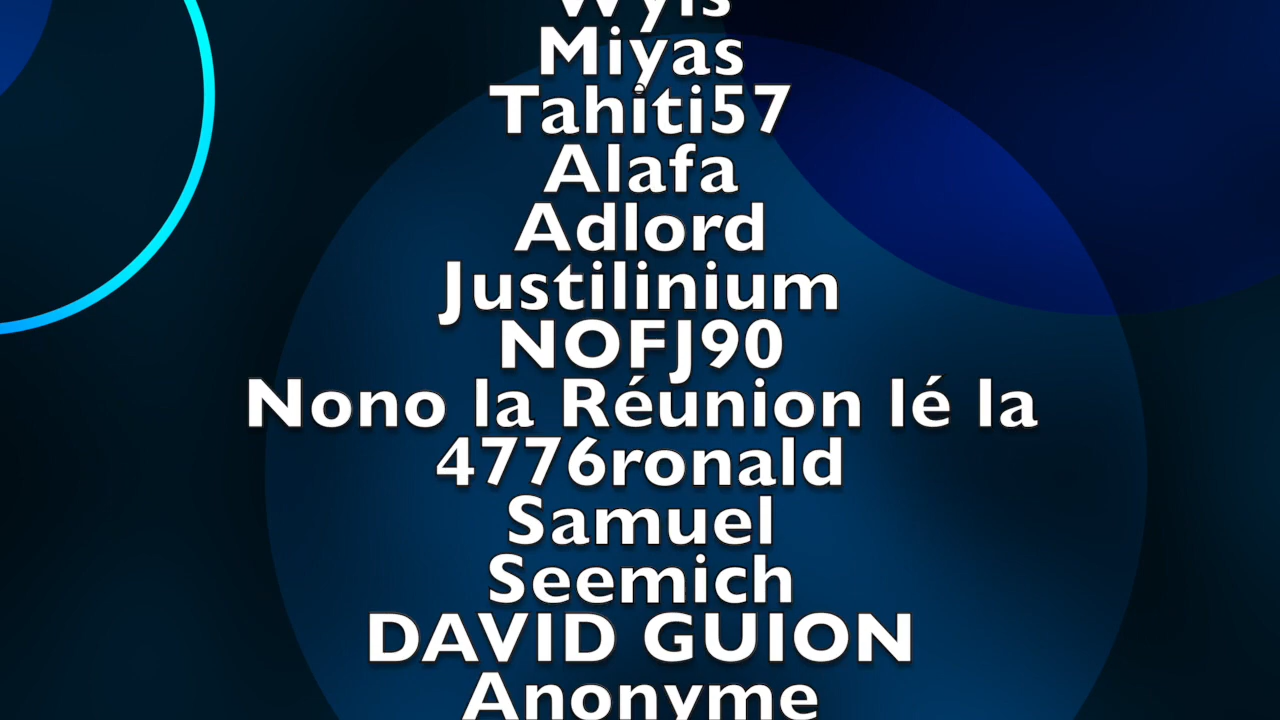 Miyas
Tahiti57
Alafa
Adlord
Justilinium
NOFJ90
Nono la Réunion lé la
4776ronald
Samuel
Seemich
DAVID GUION
Anonyme